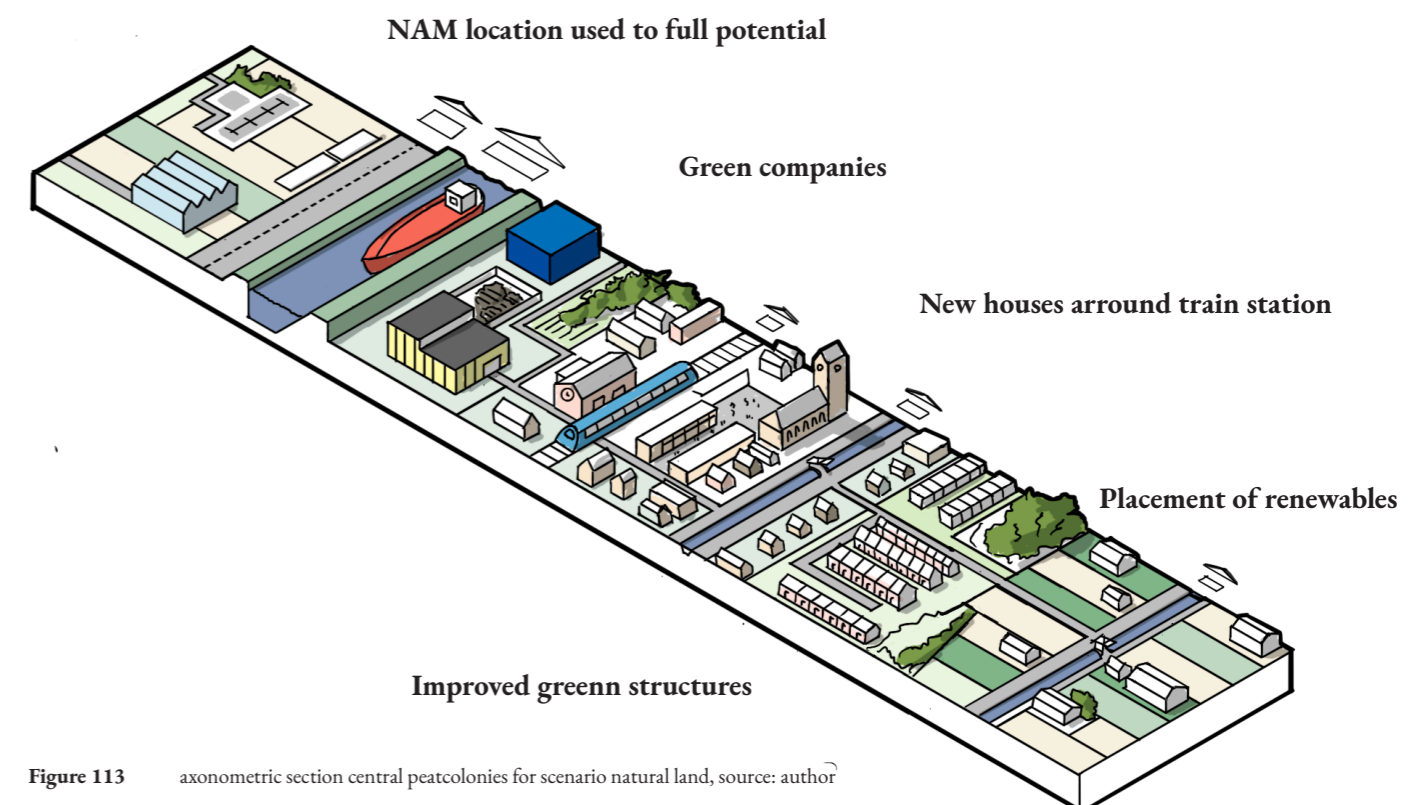 NAM location used to full potential
Green companies
New houses arround train station
Placement of renewables
Improved greenn structures
Figure 113 axonometric section central peatcolonies for scenario natural land, source: author